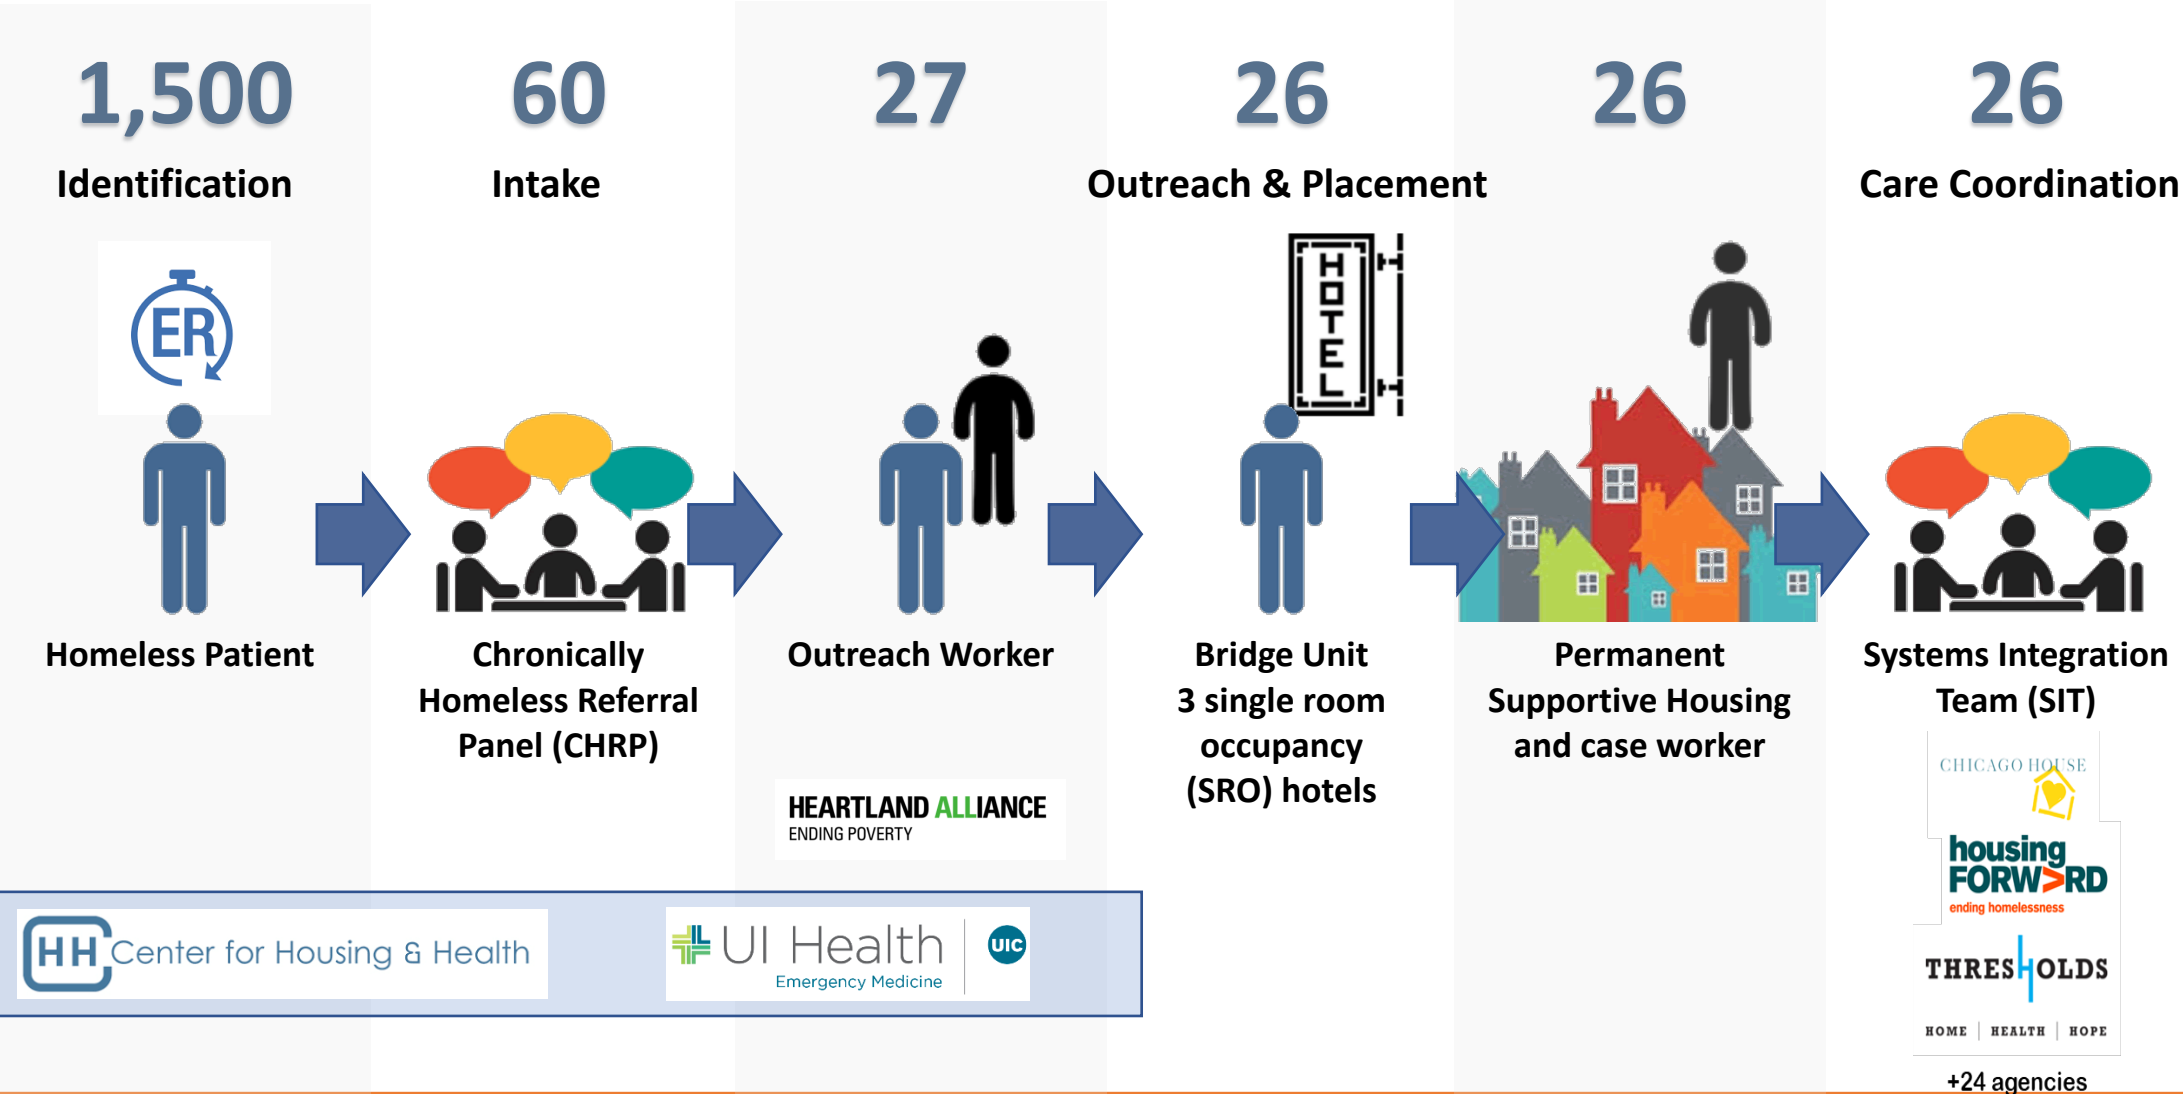 1,500
60
27
26
26
26
Identification
Intake
Outreach & Placement
Care Coordination
ER
HOTEL
Homeless Patient
Chronically
Homeless Referral
Panel (CHRP)
Outreach Worker
HEARTLAND ALLIANCE
ENDING POVERTY
Bridge Unit
3 single room
occupancy
(SRO) hotels
Permanent
Supportive Housing
and case worker
Systems Integration
Team (SIT)
CHICAGO HOUSE
housing
FORW>RD
ending homelessness
THRESHOLDS
HOME | HEALTH | HOPE
+24 agencies
HH Center for Housing & Health
UI Health
Emergency Medicine
UIC